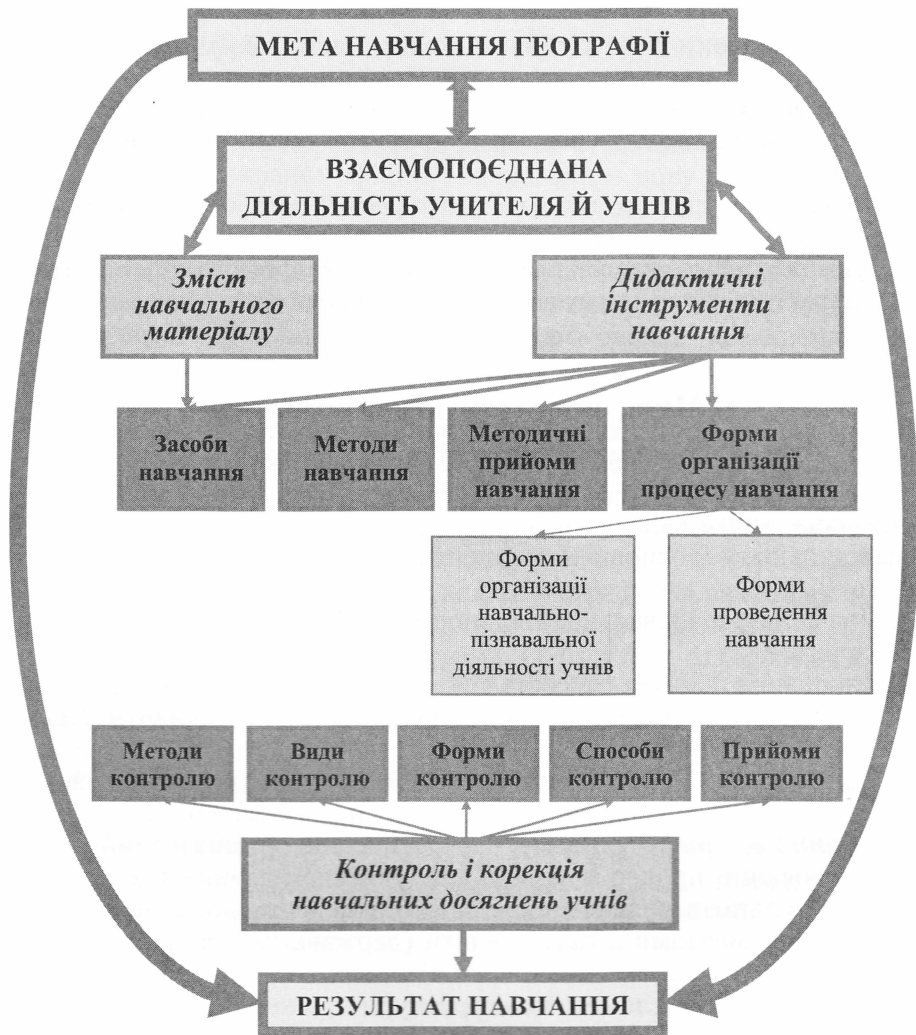 МЕТА НАВЧАННЯ ГЕОГРАФІЇ
ВЗАЄМОПОЄДНАНА
ДІЯЛЬНІСТЬ УЧИТЕЛЯ Й УЧНІВ
Зміст
навчального
матеріалу
Дидактичні
інструменти
навчання
Засоби
навчання
Методи
навчання
Методичні
прийоми
навчання
Форми
організації
процесу навчання
Форми
організації
навчально-
пізнавальної
діяльності учнів
Форми
проведення
навчання
Методи
контролю
Види
контролю
Форми
контролю
Способи
контролю
Прийоми
контролю
Контроль і корекція
навчальних досягнень учнів
РЕЗУЛЬТАТ НАВЧАННЯ